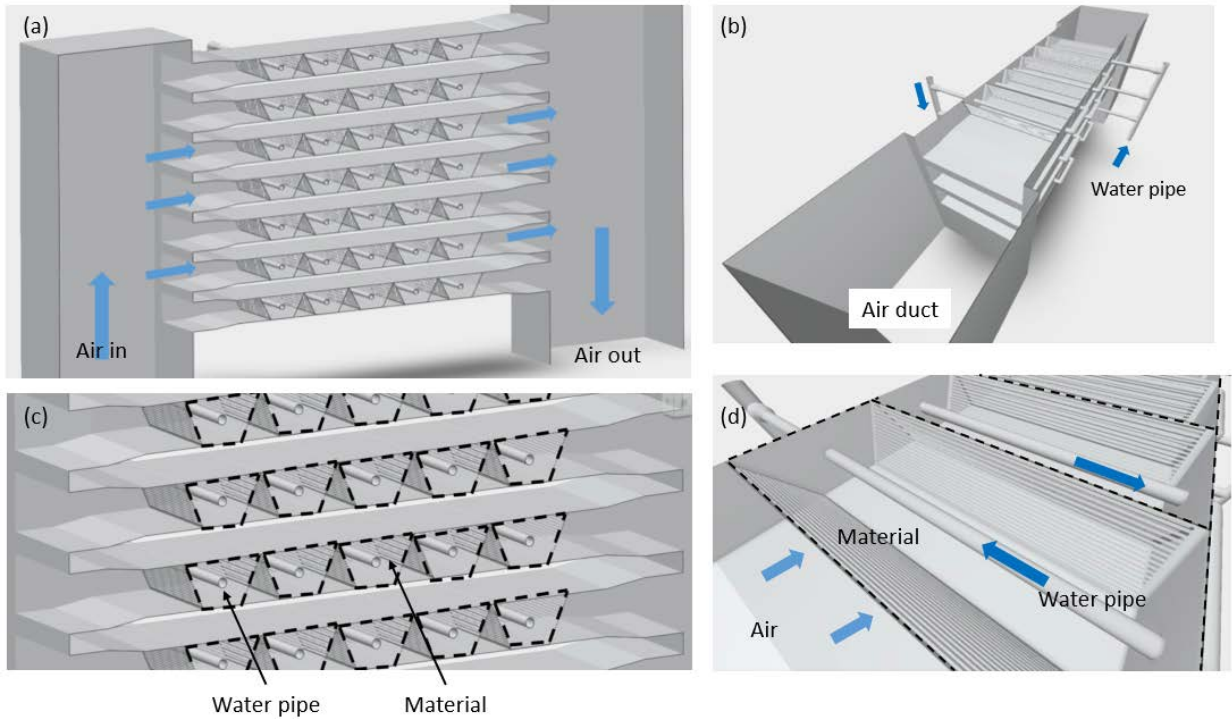 (a)
Air in
Air out
(b)
Water pipe
Air duct
(c)
Water pipe
Material
(d)
Material
Water pipe
Air